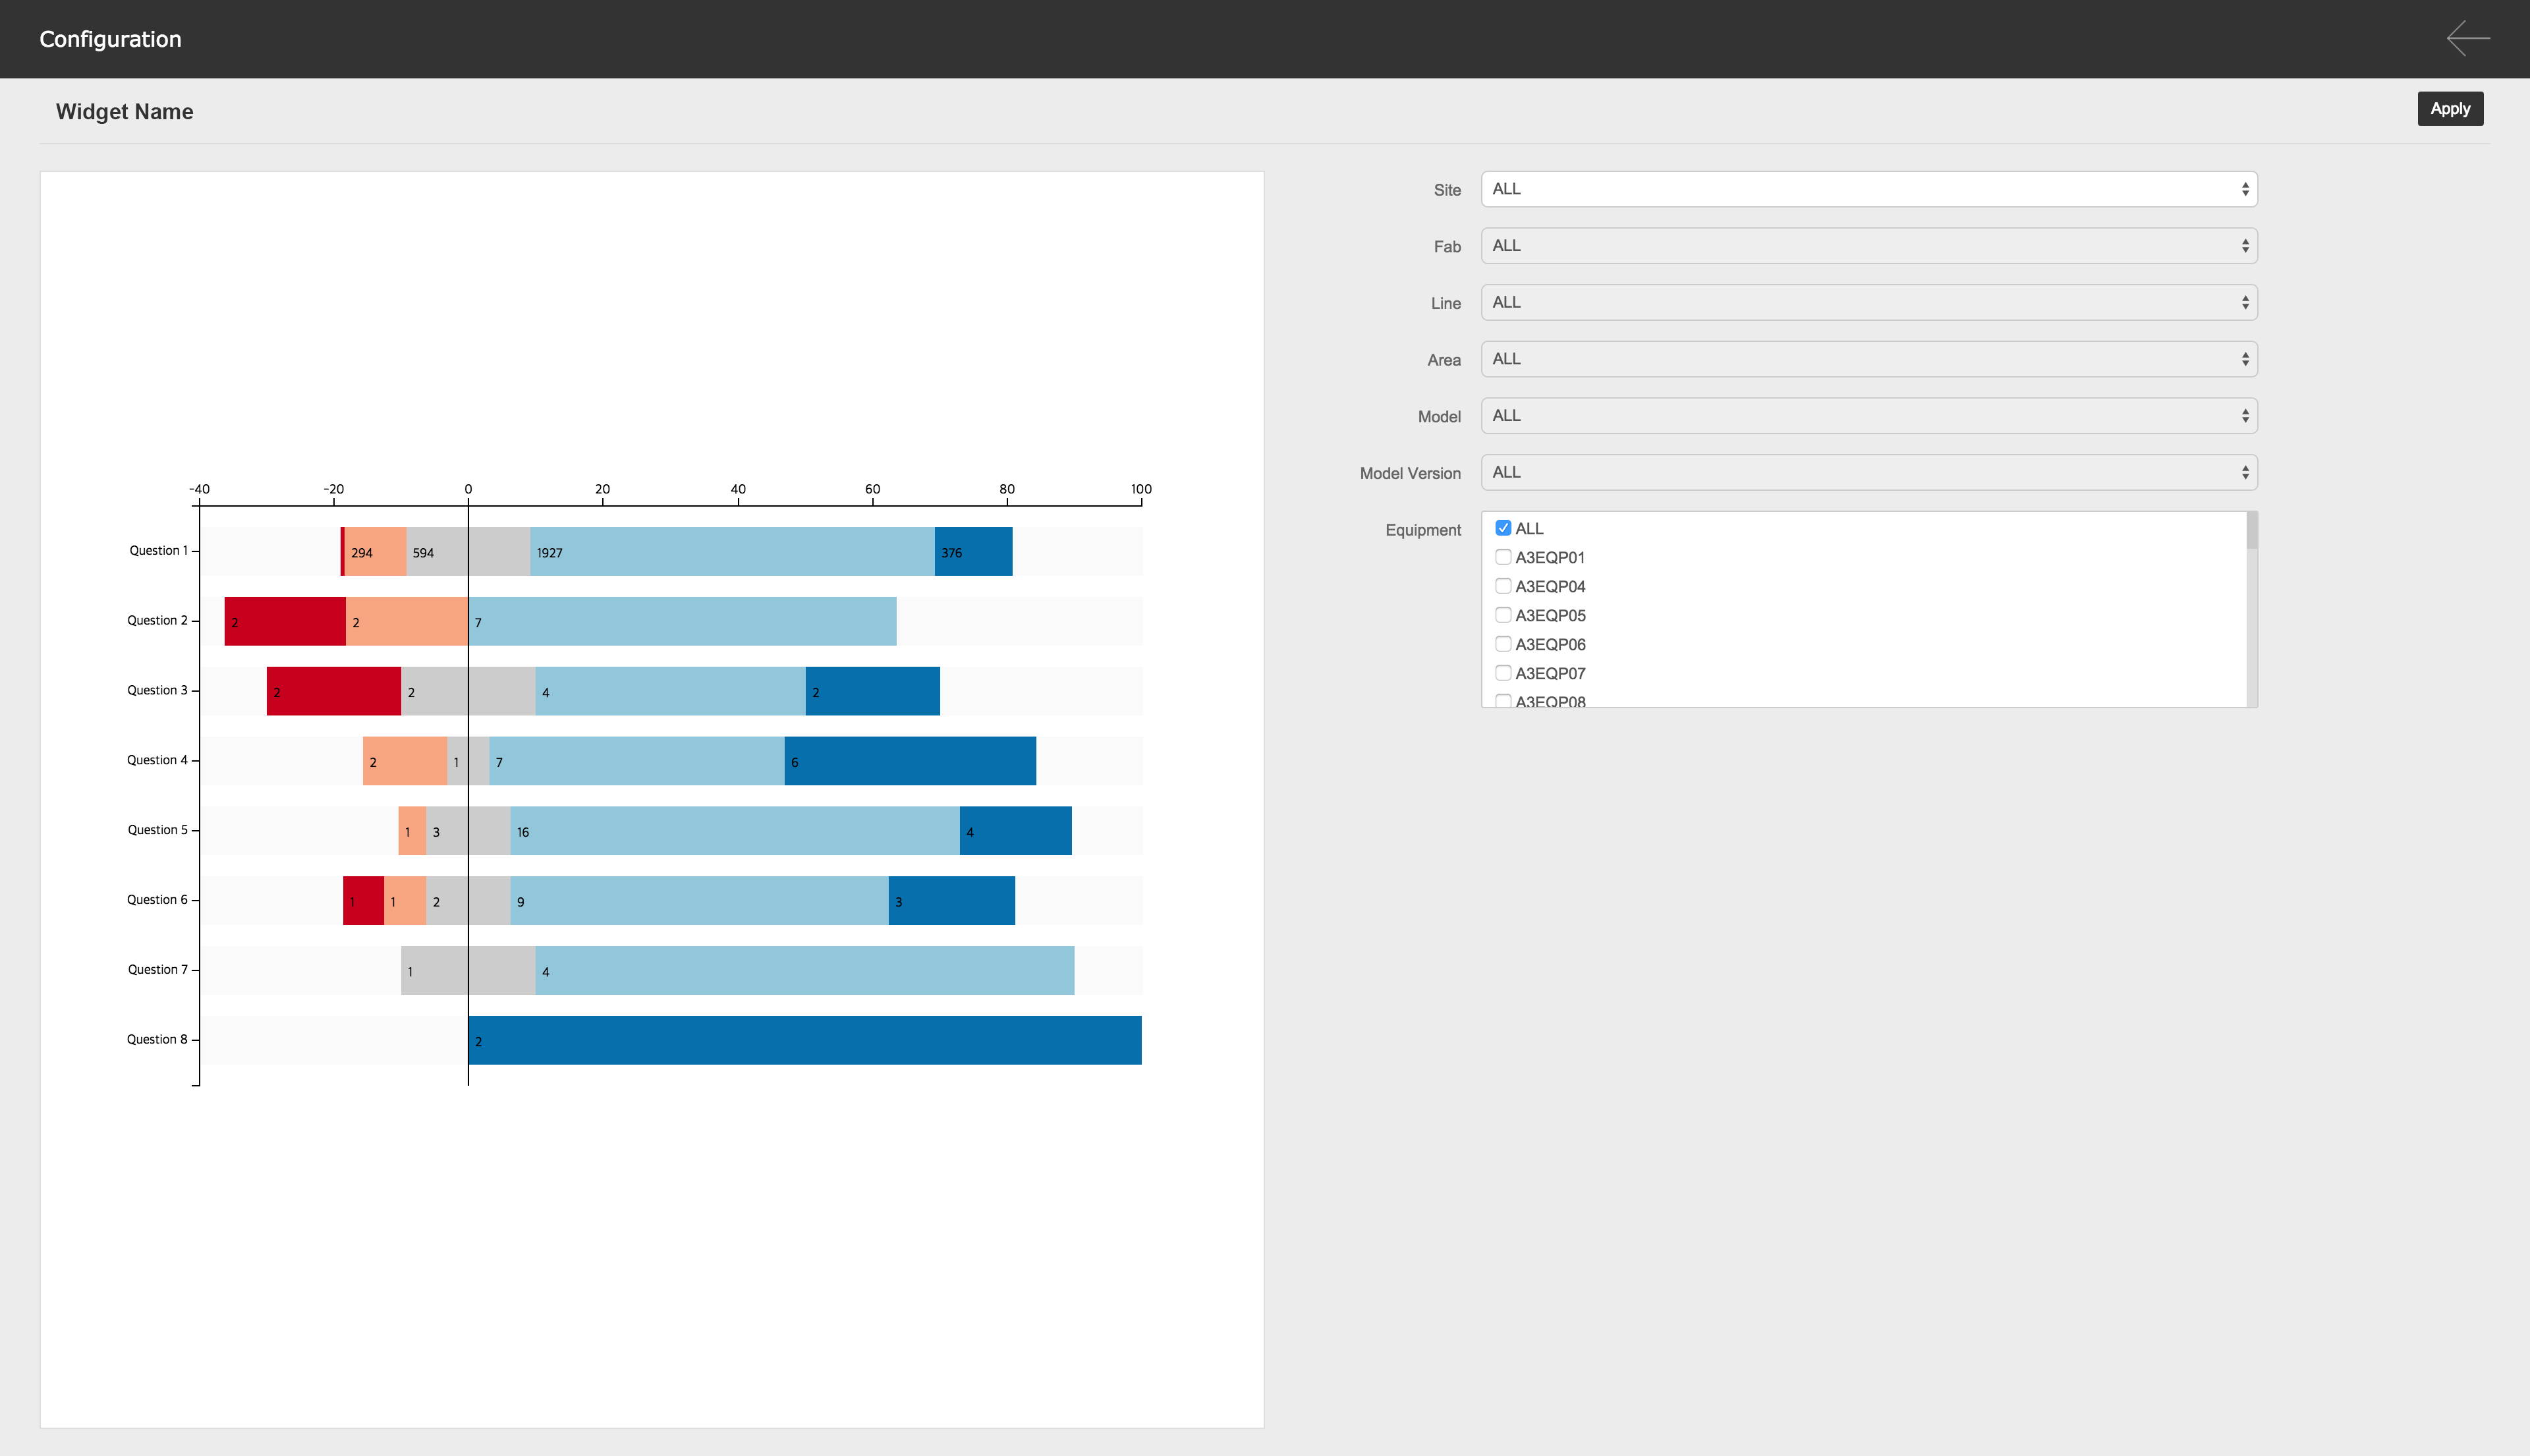 Configuration
Widget Name
Apply
-40 -20 0 20 40 60 80 100
Question 1 294 594 1927 376
Question 2 2 2 7
Question 3 2 2 4 2
Question 4 2 1 7 6
Question 5 1 3 16 4
Question 6 1 1 2 9 3
Question 7 1 4
Question 8 2
Site ALL
Fab ALL
Line ALL
Area ALL
Model ALL
Model Version ALL
Equipment ALL
A3EQP01
A3EQP04
A3EQP05
A3EQP06
A3EQP07
A3EQP08